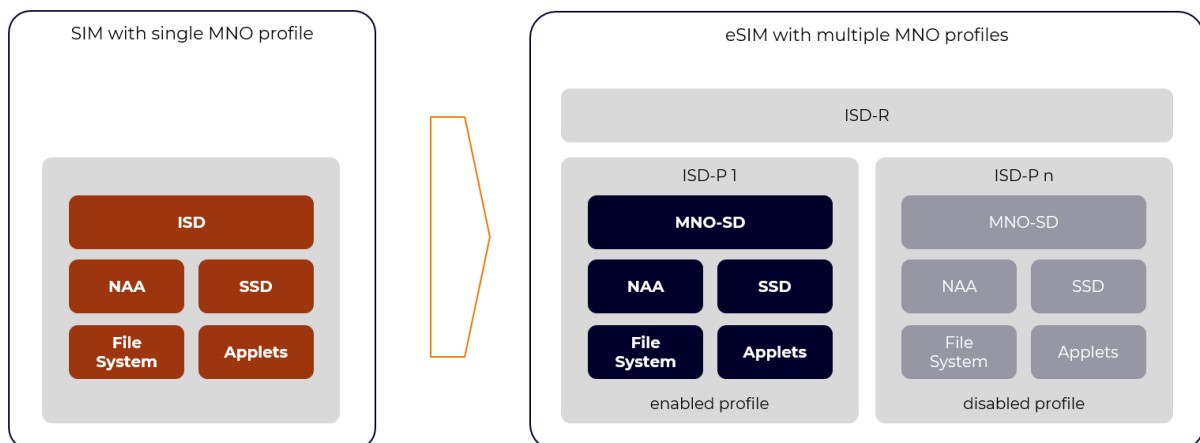 SIM with single MNO profile
ISD
NAA
SSD
File
System
Applets
eSIM with multiple MNO profiles
ISD-R
ISD-P 1
MNO-SD
NAA
SSD
File
System
Applets
enabled profile
ISD-P n
MNO-SD
NAA
SSD
File
System
Applets
disabled profile